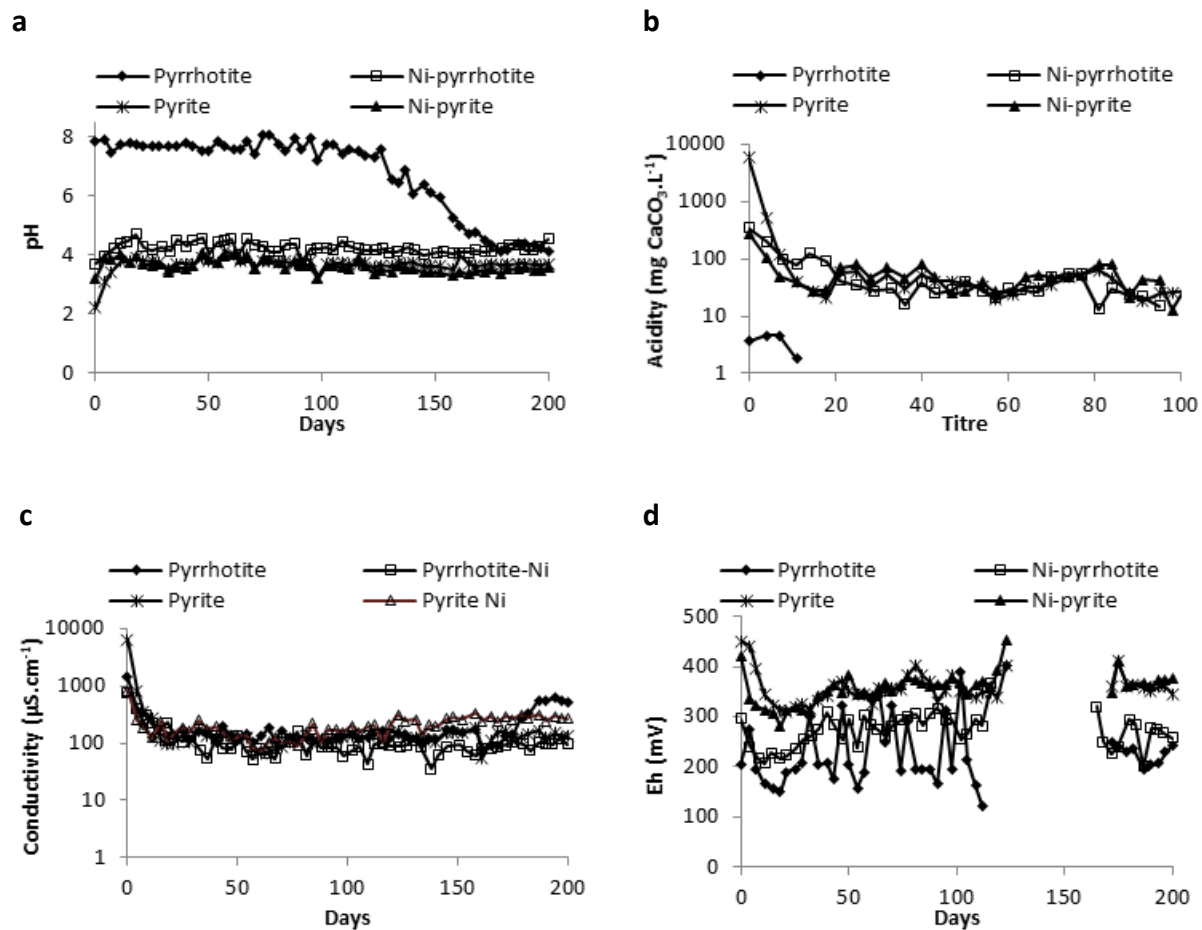 a
Pyrrhotite Ni-pyrrhotite
Pyrite Ni-pyrite
8
6
4
2
0
pH
0 50 100 150 200
Days
b
Pyrrhotite Ni-pyrrhotite
Pyrite Ni-pyrite
10000
1000
100
10
1
Acidity (mg CaCO₃.L⁻¹)
0 20 40 60 80 100
Titre
c
Pyrrhotite Pyrrhotite-Ni
Pyrite Pyrite Ni
10000
1000
100
10
1
Conductivity (µS.cm⁻¹)
0 50 100 150 200
Days
d
Pyrrhotite Ni-pyrrhotite
Pyrite Ni-pyrite
500
400
300
200
100
0
Eh (mV)
0 50 100 150 200
Days